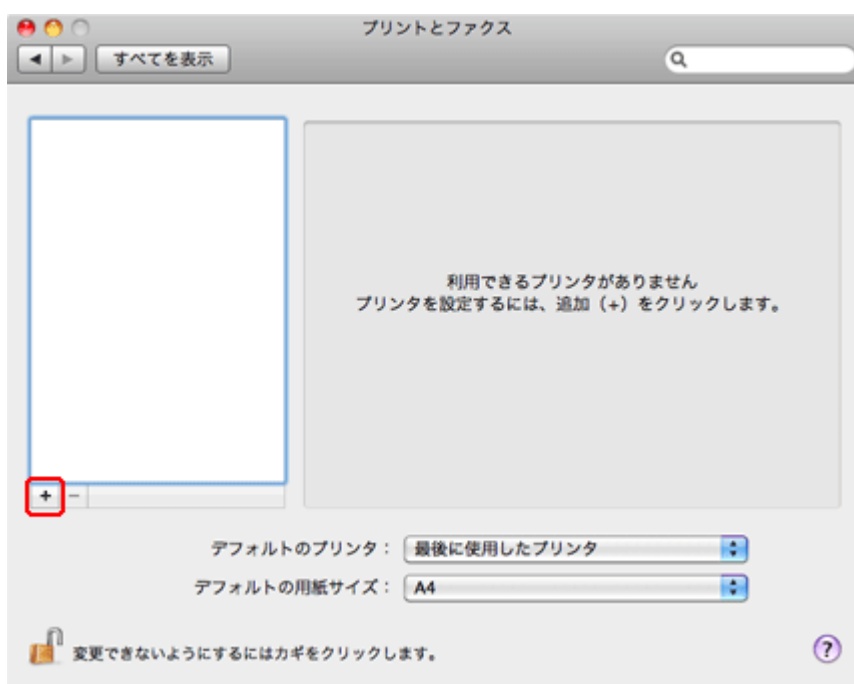 プリントとファクス
すべてを表示
利用できるプリンタがありません
プリンタを設定するには、追加（+）をクリックします。
+ −
デフォルトのプリンタ： 最後に使用したプリンタ
デフォルトの用紙サイズ： A4
変更できないようにするにはカギをクリックします。
?